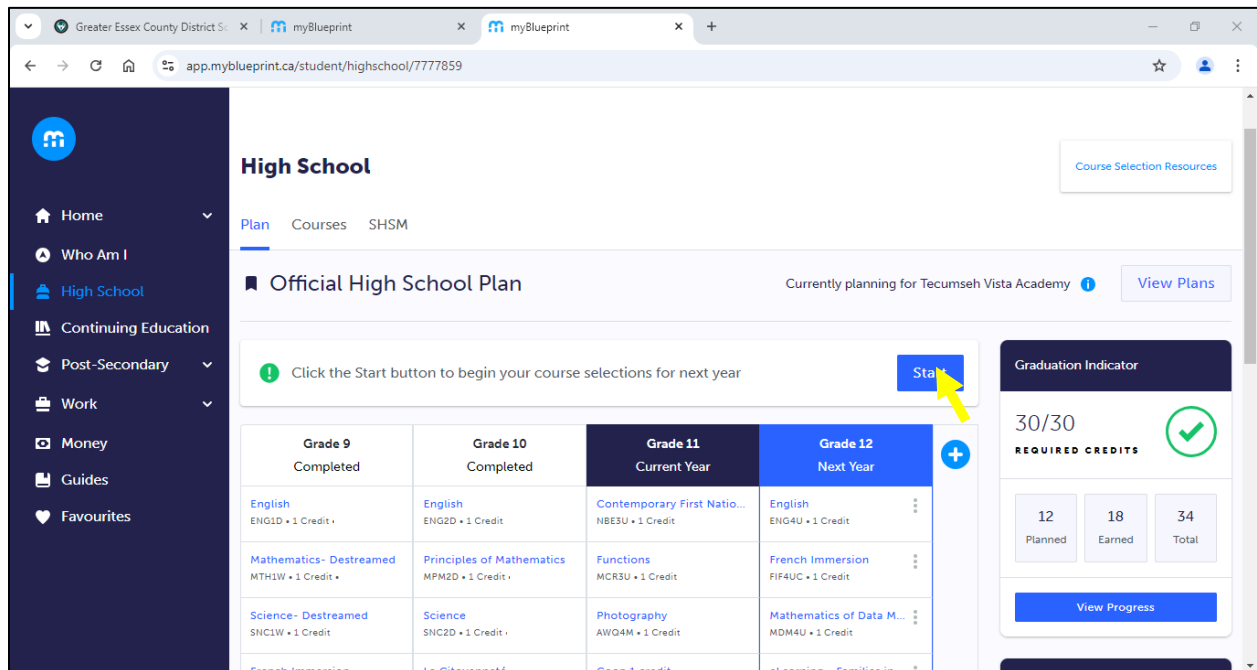 Greater Essex County District Sc
myBlueprint
myBlueprint
app.myblueprint.ca/student/highschool/7777859
Home
Who Am I
High School
Continuing Education
Post-Secondary
Work
Money
Guides
Favourites
High School
Course Selection Resources
Plan Courses SHSM
Official High School Plan
Currently planning for Tecumseh Vista Academy
View Plans
Click the Start button to begin your course selections for next year
Start
Grade 9 Grade 10 Grade 11 Grade 12
Completed Completed Current Year Next Year
English English Contemporary First Natio... English
ENG1D • 1 Credit • ENG2D • 1 Credit NBE3U • 1 Credit ENG4U • 1 Credit
Mathematics- Destreamed Principles of Mathematics Functions French Immersion
MTH1W • 1 Credit • MPM2D • 1 Credit • MCR3U • 1 Credit FIF4UC • 1 Credit
Science- Destreamed Science Photography Mathematics of Data M...
SNC1W • 1 Credit SNC2D • 1 Credit • AWQ4M • 1 Credit MDM4U • 1 Credit
Graduation Indicator
30/30
REQUIRED CREDITS
12 18 34
Planned Earned Total
View Progress